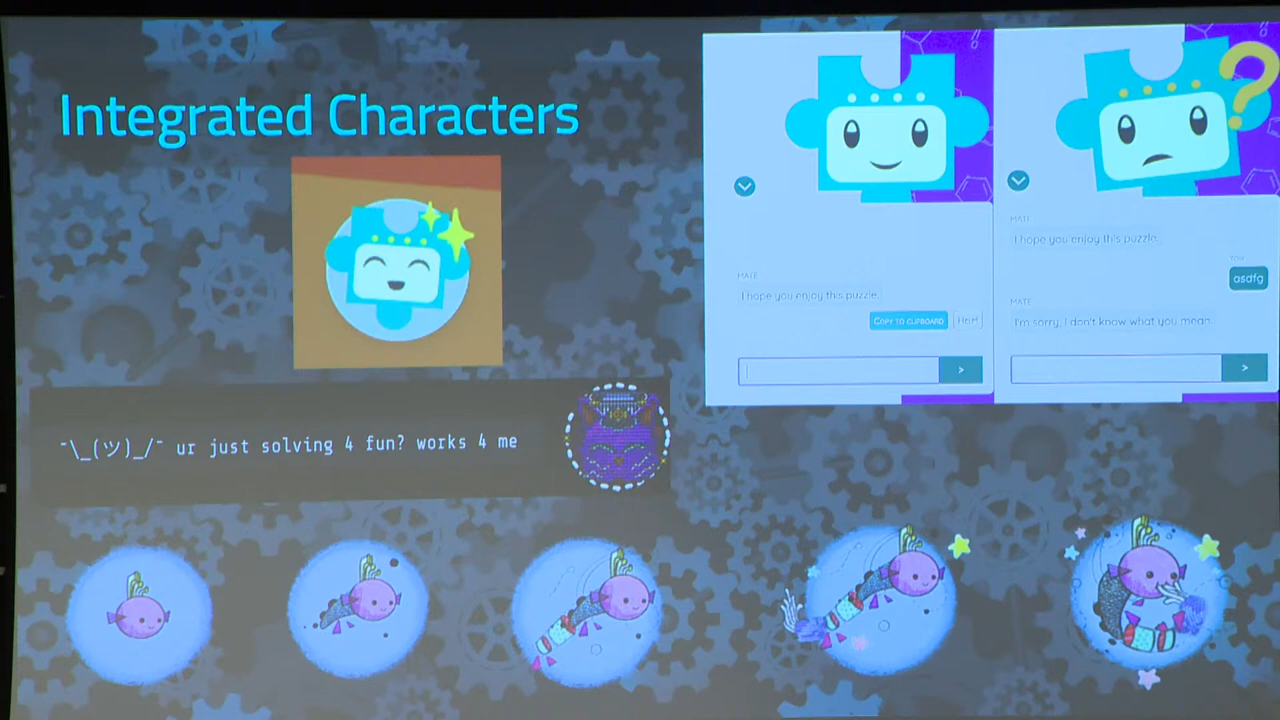 Integrated Characters
MATE
I hope you enjoy this puzzle.
COPY TO CLIPBOARD
HINT
>
MATE
I hope you enjoy this puzzle.
YOU
asdfg
MATE
I'm sorry, I don't know what you mean.
>
?
¯\_(ツ)_/¯ ur just solving 4 fun? works 4 me